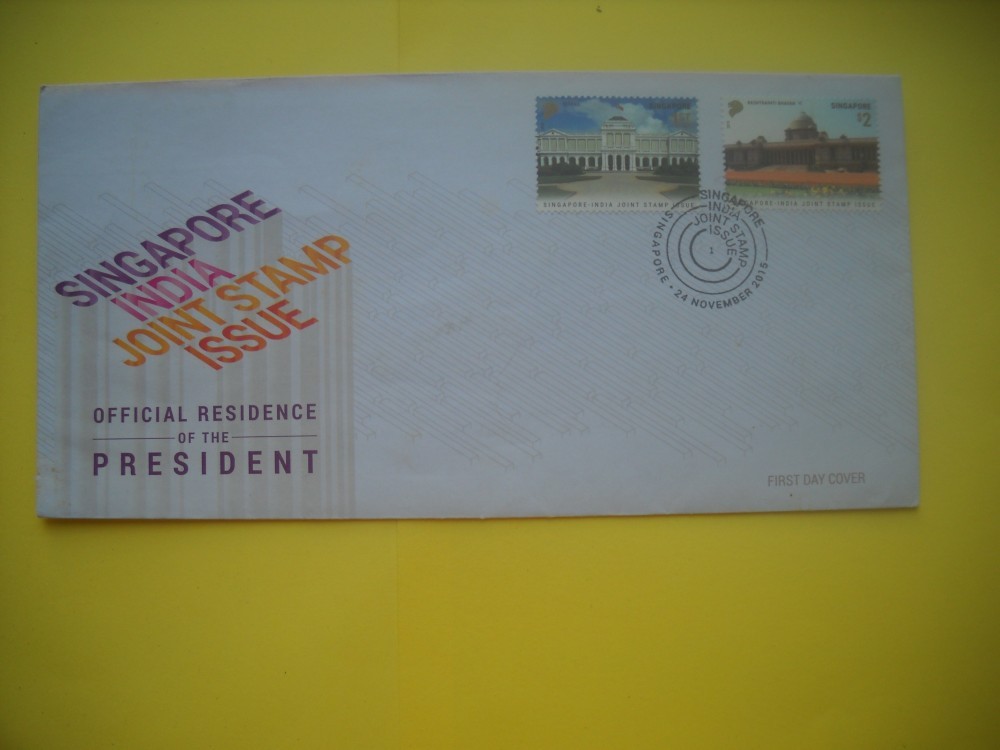 SINGAPORE
INDIA
JOINT STAMP
ISSUE
OFFICIAL RESIDENCE
OF THE
PRESIDENT
SINGAPORE
SINGAPORE-INDIA JOINT STAMP ISSUE
SINGAPORE
$2
SINGAPORE-INDIA JOINT STAMP ISSUE
SINGAPORE
INDIA
JOINT STAMP
ISSUE
1
SINGAPORE • 24 NOVEMBER 2015
FIRST DAY COVER